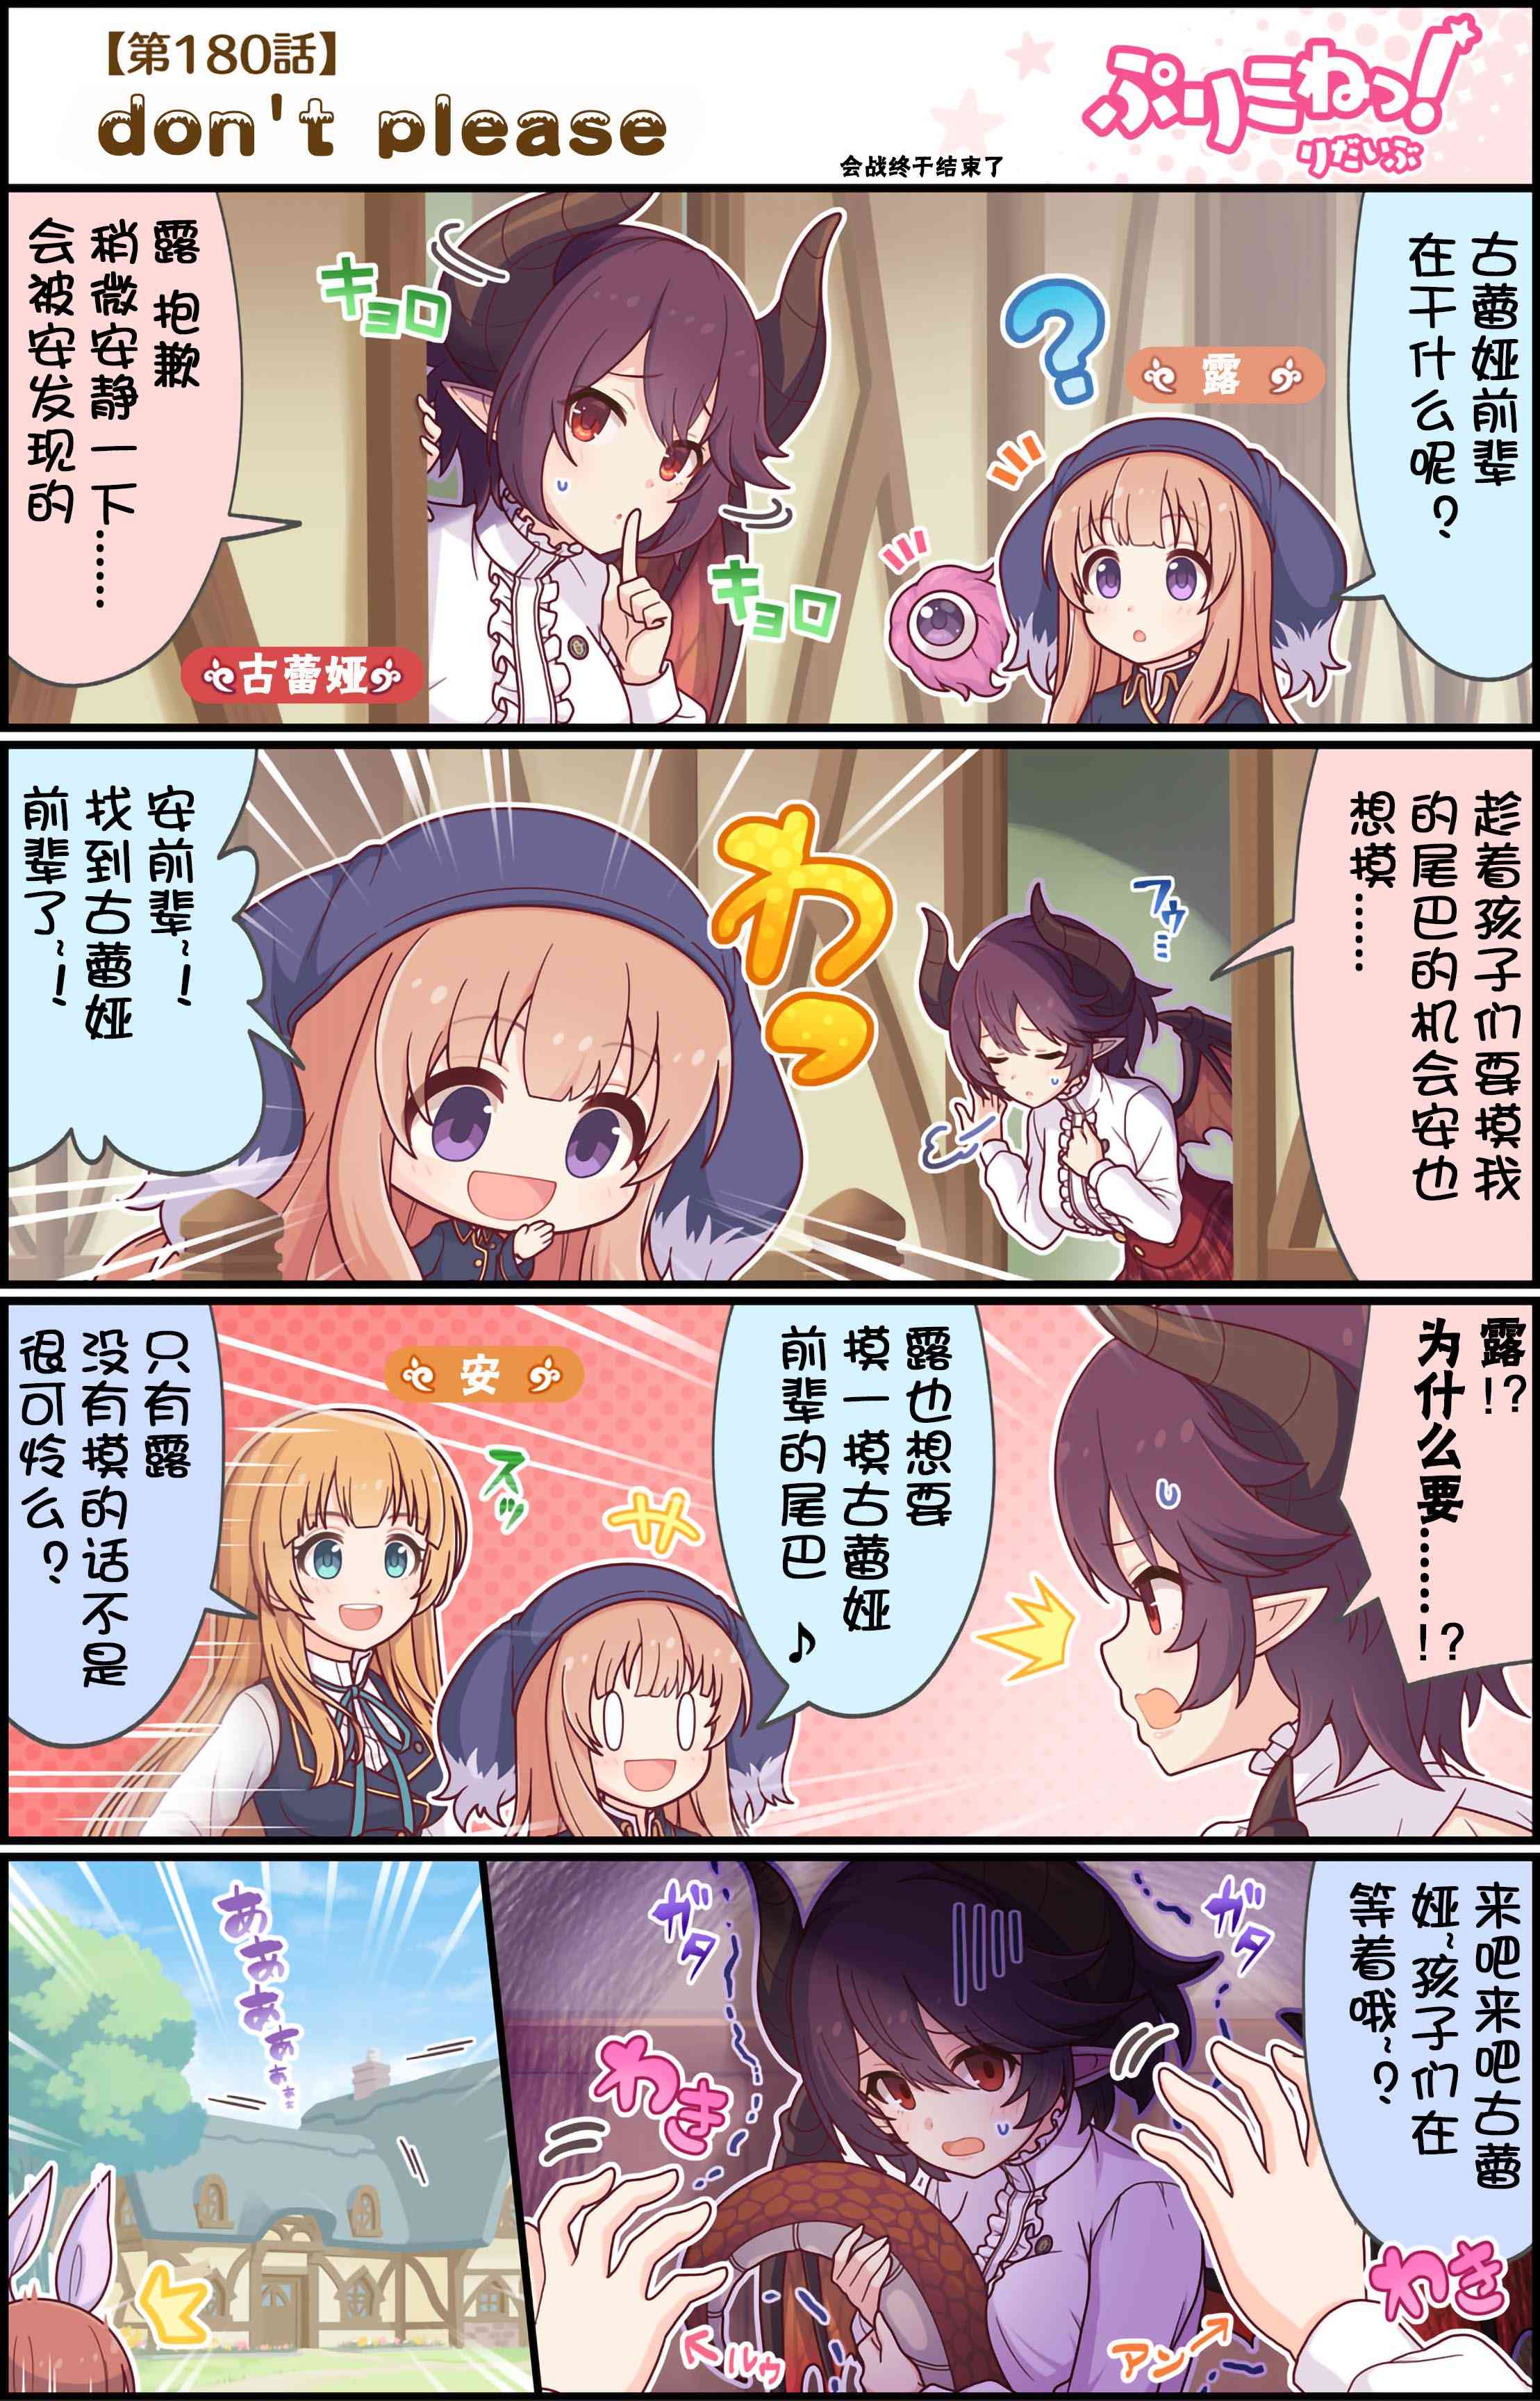 【第180話】
don't please
会战终于结束了
ぷりこねっ!
りだいぶ
古蕾娅前辈
在干什么呢？
露
キョロ
キョロ
露 抱歉
稍微安静一下……
会被安发现的
古蕾娅
趁着孩子们要摸我
的尾巴的机会安也
想摸……
フゥ…
わっ
安前辈~！
找到古蕾娅
前辈了~！
露！？
为什么要………！？
露也想要
摸一摸古蕾娅
前辈的尾巴♪
安
スッ
只有露
没有摸的话不是
很可怜么？
来吧来吧古蕾
娅~孩子们在
等着哦~？
ガタ
ガタ
わき
わき
アン→
←ルゥ
ああああぁぁぁ